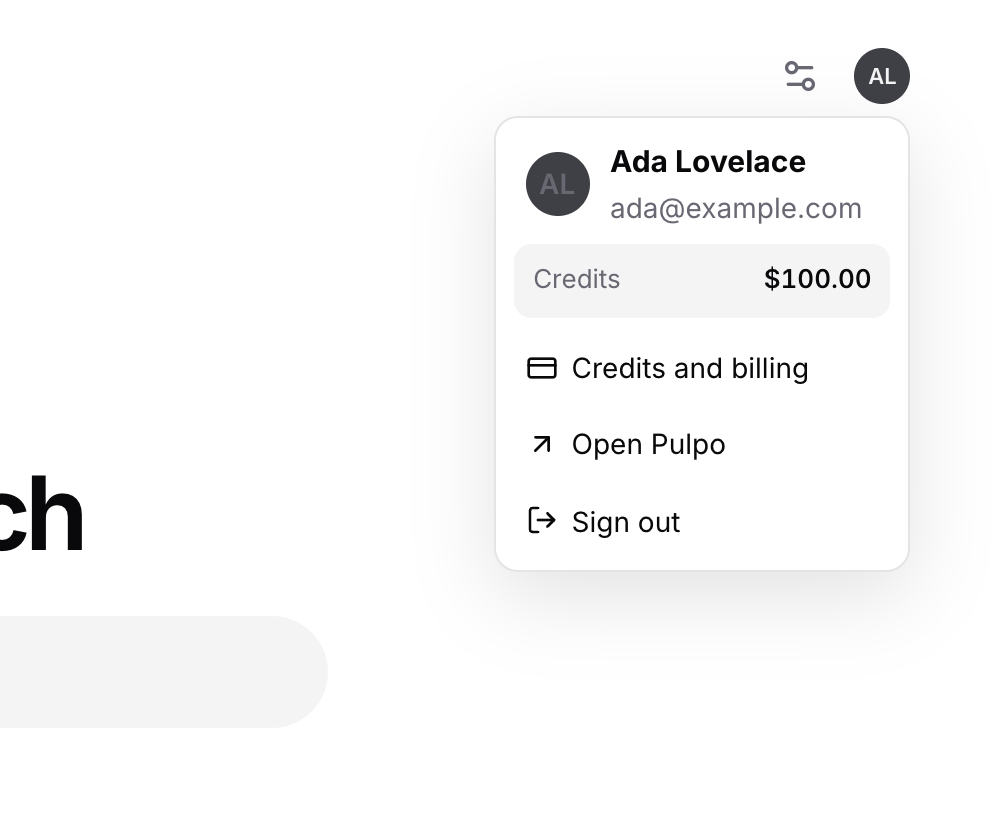 AL
AL
Ada Lovelace
ada@example.com
Credits $100.00
Credits and billing
Open Pulpo
ch
Sign out